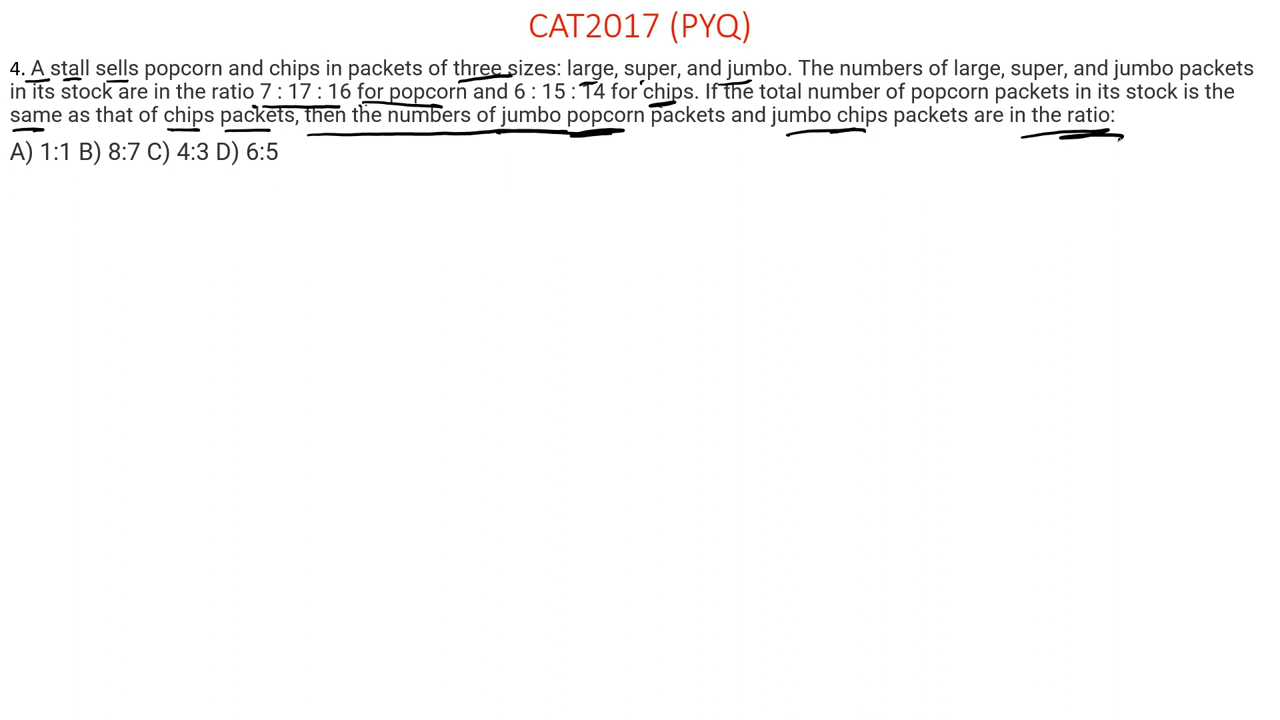 CAT2017 (PYQ)
4. A stall sells popcorn and chips in packets of three sizes: large, super, and jumbo. The numbers of large, super, and jumbo packets
in its stock are in the ratio 7 : 17 : 16 for popcorn and 6 : 15 : 14 for chips. If the total number of popcorn packets in its stock is the
same as that of chips packets, then the numbers of jumbo popcorn packets and jumbo chips packets are in the ratio:
A) 1:1 B) 8:7 C) 4:3 D) 6:5